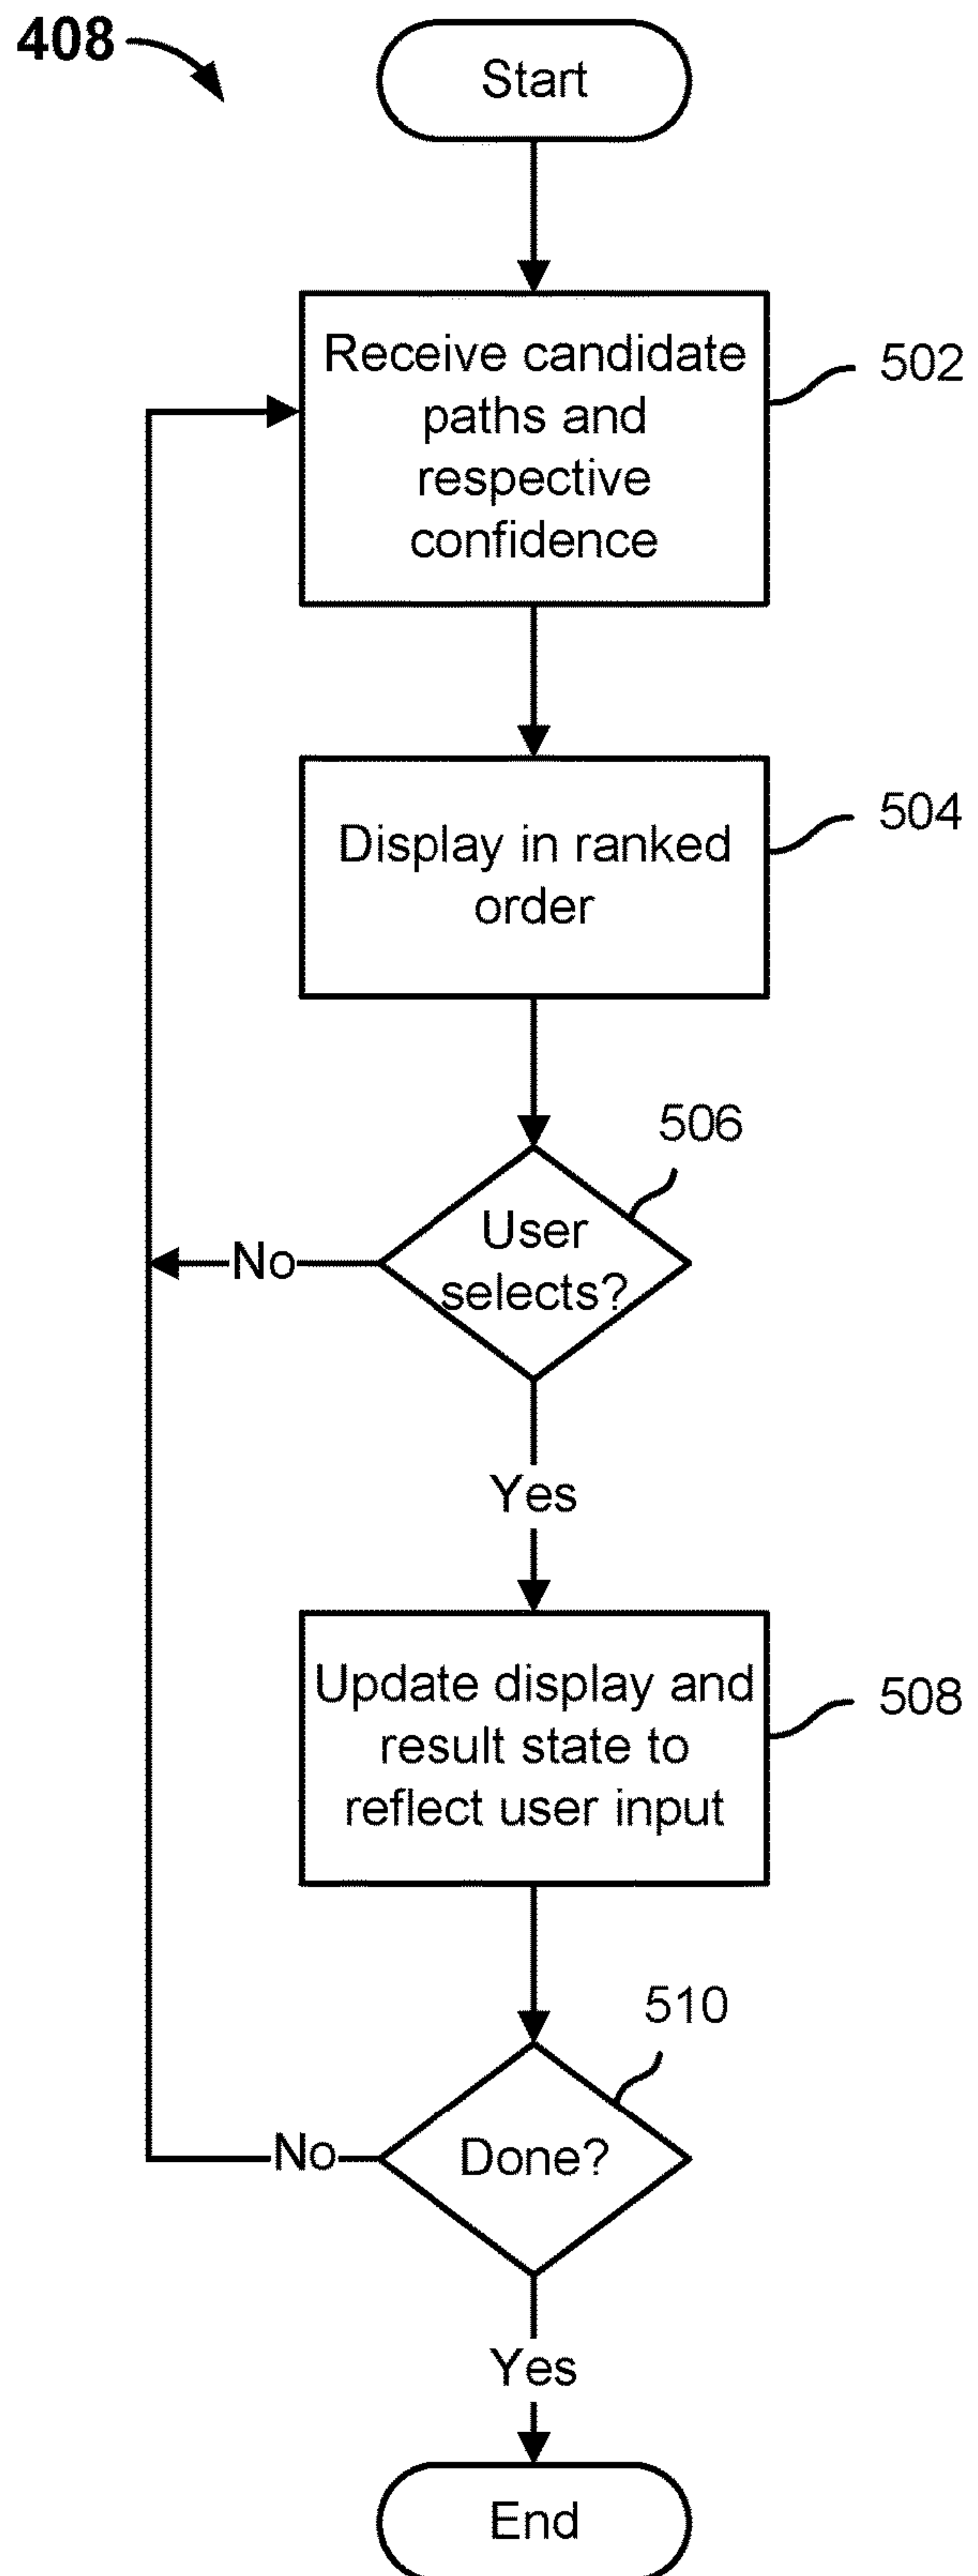 408
Start
Receive candidate
paths and
respective
confidence
502
Display in ranked
order
504
506
User
selects?
No
Yes
Update display and
result state to
reflect user input
508
510
Done?
No
Yes
End